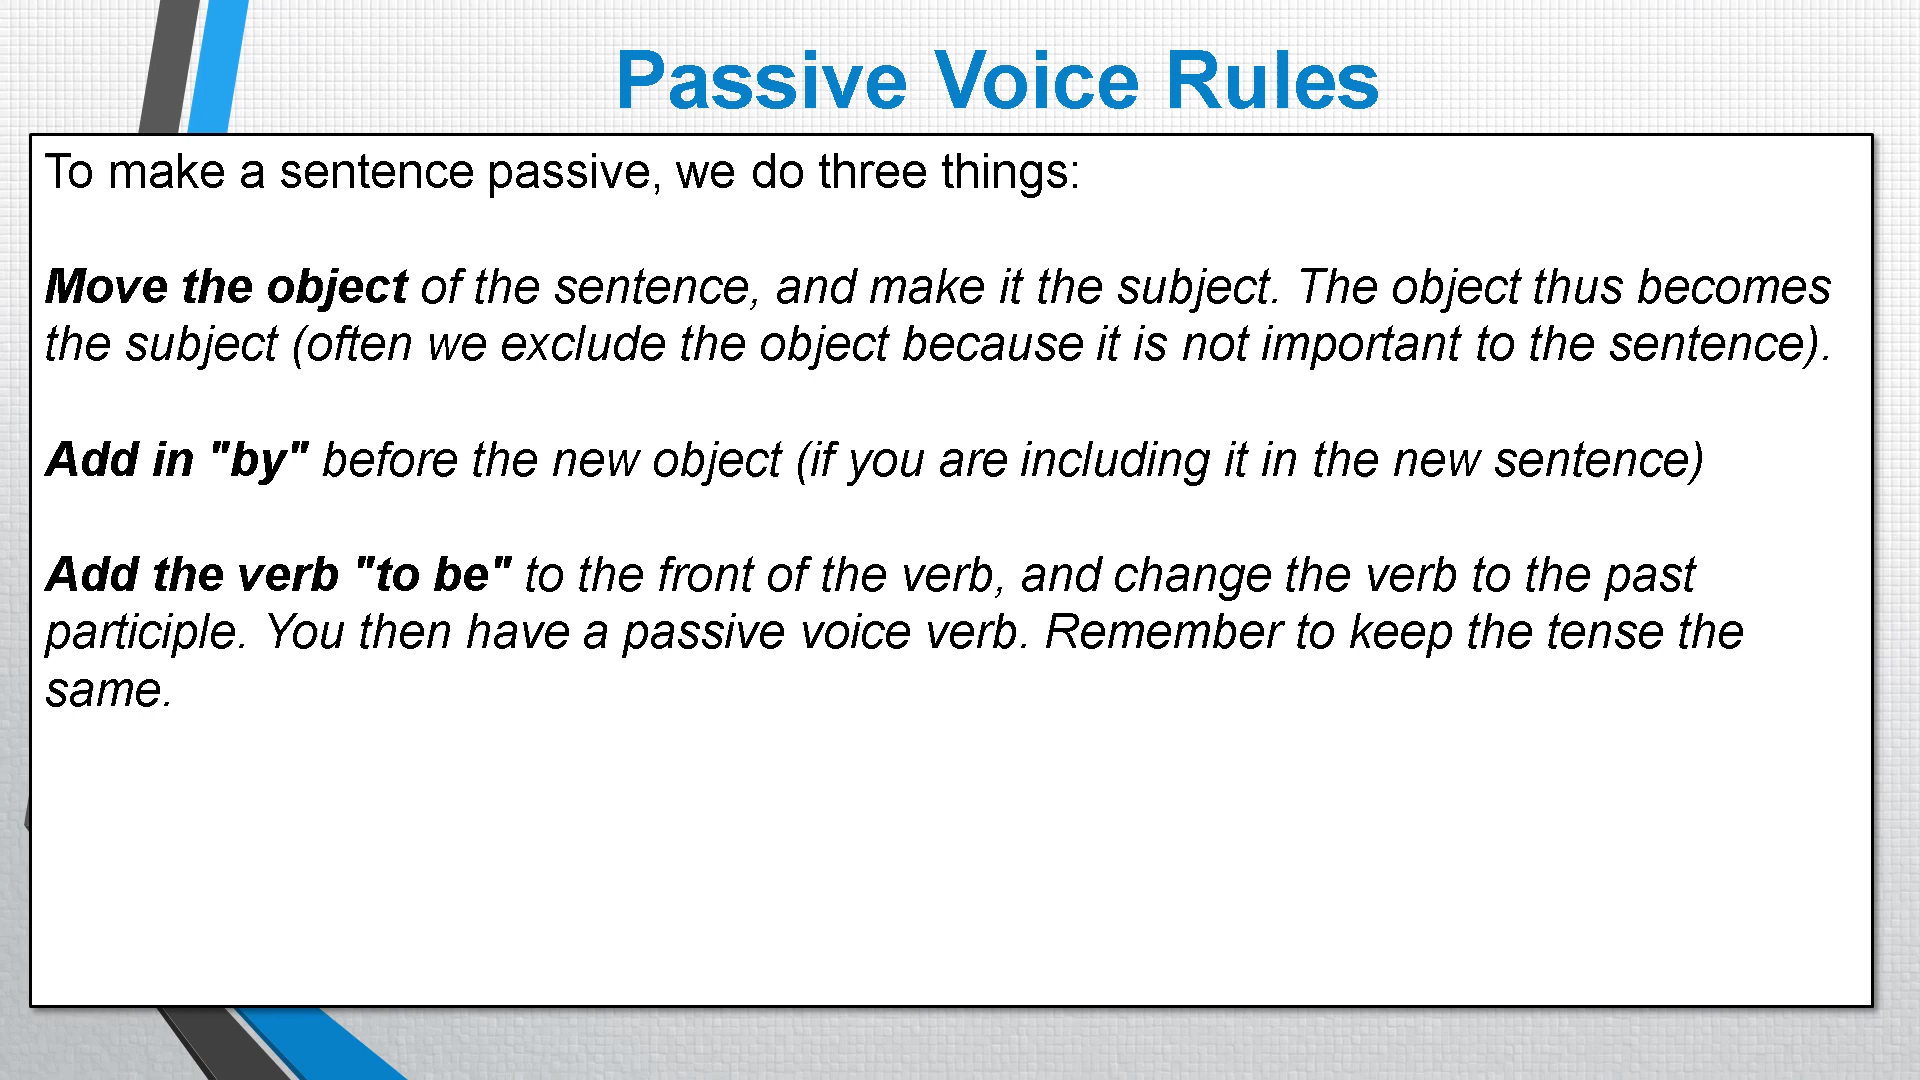 Passive Voice Rules
To make a sentence passive, we do three things:
Move the object of the sentence, and make it the subject. The object thus becomes
the subject (often we exclude the object because it is not important to the sentence).
Add in "by" before the new object (if you are including it in the new sentence)
Add the verb "to be" to the front of the verb, and change the verb to the past
participle. You then have a passive voice verb. Remember to keep the tense the
same.